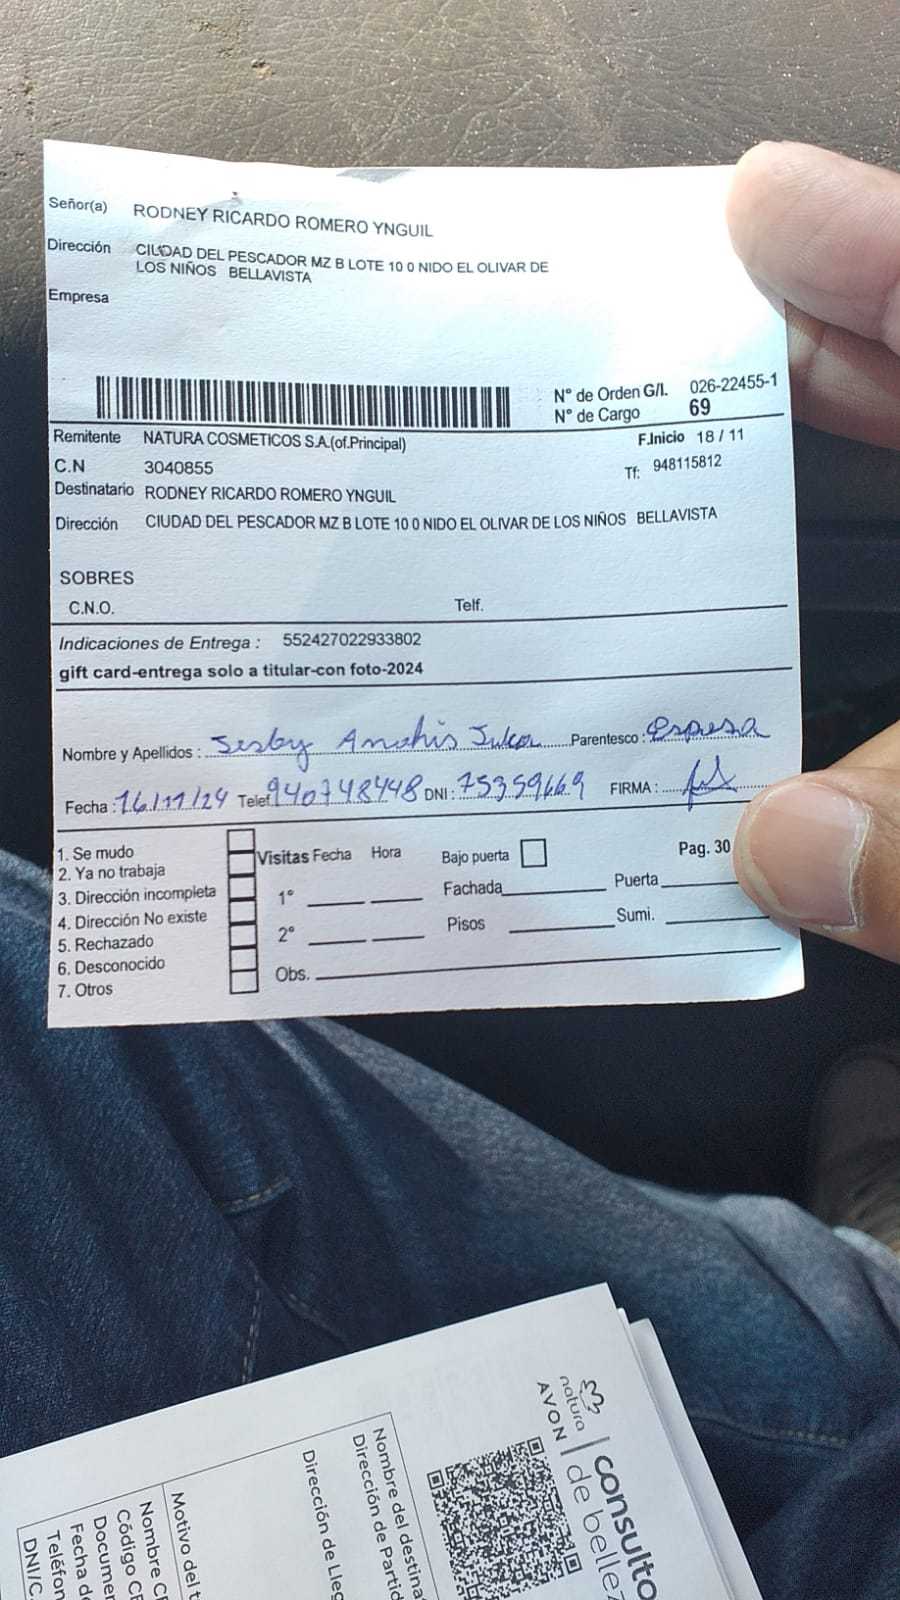 Señor(a) RODNEY RICARDO ROMERO YNGUIL
Dirección CIUDAD DEL PESCADOR MZ B LOTE 10 0 NIDO EL OLIVAR DE
LOS NIÑOS BELLAVISTA
Empresa
N° de Orden G/I. 026-22455-1
N° de Cargo 69
Remitente NATURA COSMETICOS S.A.(of.Principal) F.Inicio 18 / 11
C.N 3040855 Tf: 948115812
Destinatario RODNEY RICARDO ROMERO YNGUIL
Dirección CIUDAD DEL PESCADOR MZ B LOTE 10 0 NIDO EL OLIVAR DE LOS NIÑOS BELLAVISTA
SOBRES
C.N.O. Telf.
Indicaciones de Entrega : 552427022933802
gift card-entrega solo a titular-con foto-2024
Nombre y Apellidos : Parentesco : Esposa
Fecha : 16/11/24 Telef 940748448 DNI : 75359669 FIRMA :
1. Se mudo
2. Ya no trabaja
3. Dirección incompleta
4. Dirección No existe
5. Rechazado
6. Desconocido
7. Otros
Visitas Fecha Hora Bajo puerta Pag. 30
1° Fachada Puerta
2° Pisos Sumi.
Obs.
natura
AVON
consulto
de bellez
Nombre del destinat
Dirección de Partid
Dirección de Lleg
Motivo del t
Nombre C
Código C
Documen
Fecha d
Teléfon
DNI/C.